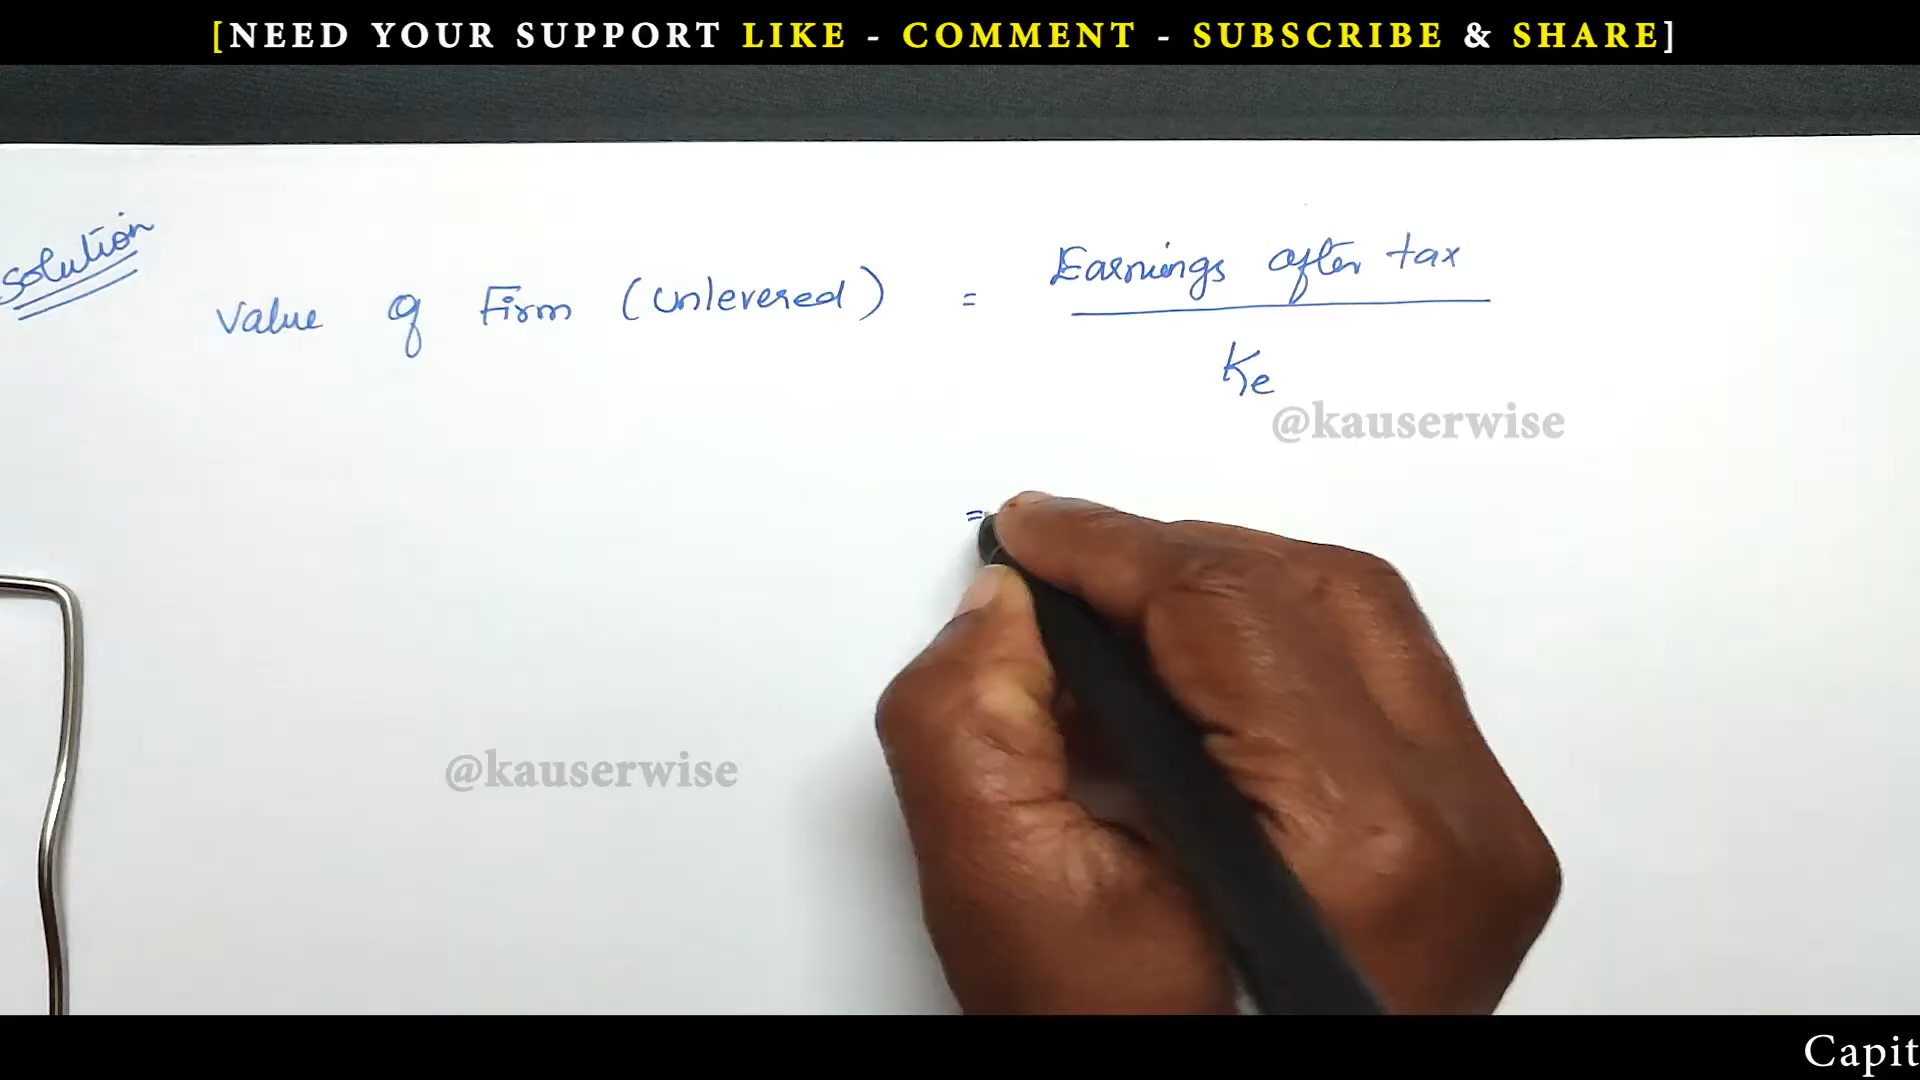 [NEED YOUR SUPPORT LIKE - COMMENT - SUBSCRIBE & SHARE]
Solution
Value of Firm (Unlevered) = Earnings after tax
Ke
@kauserwise
=
@kauserwise
Capit